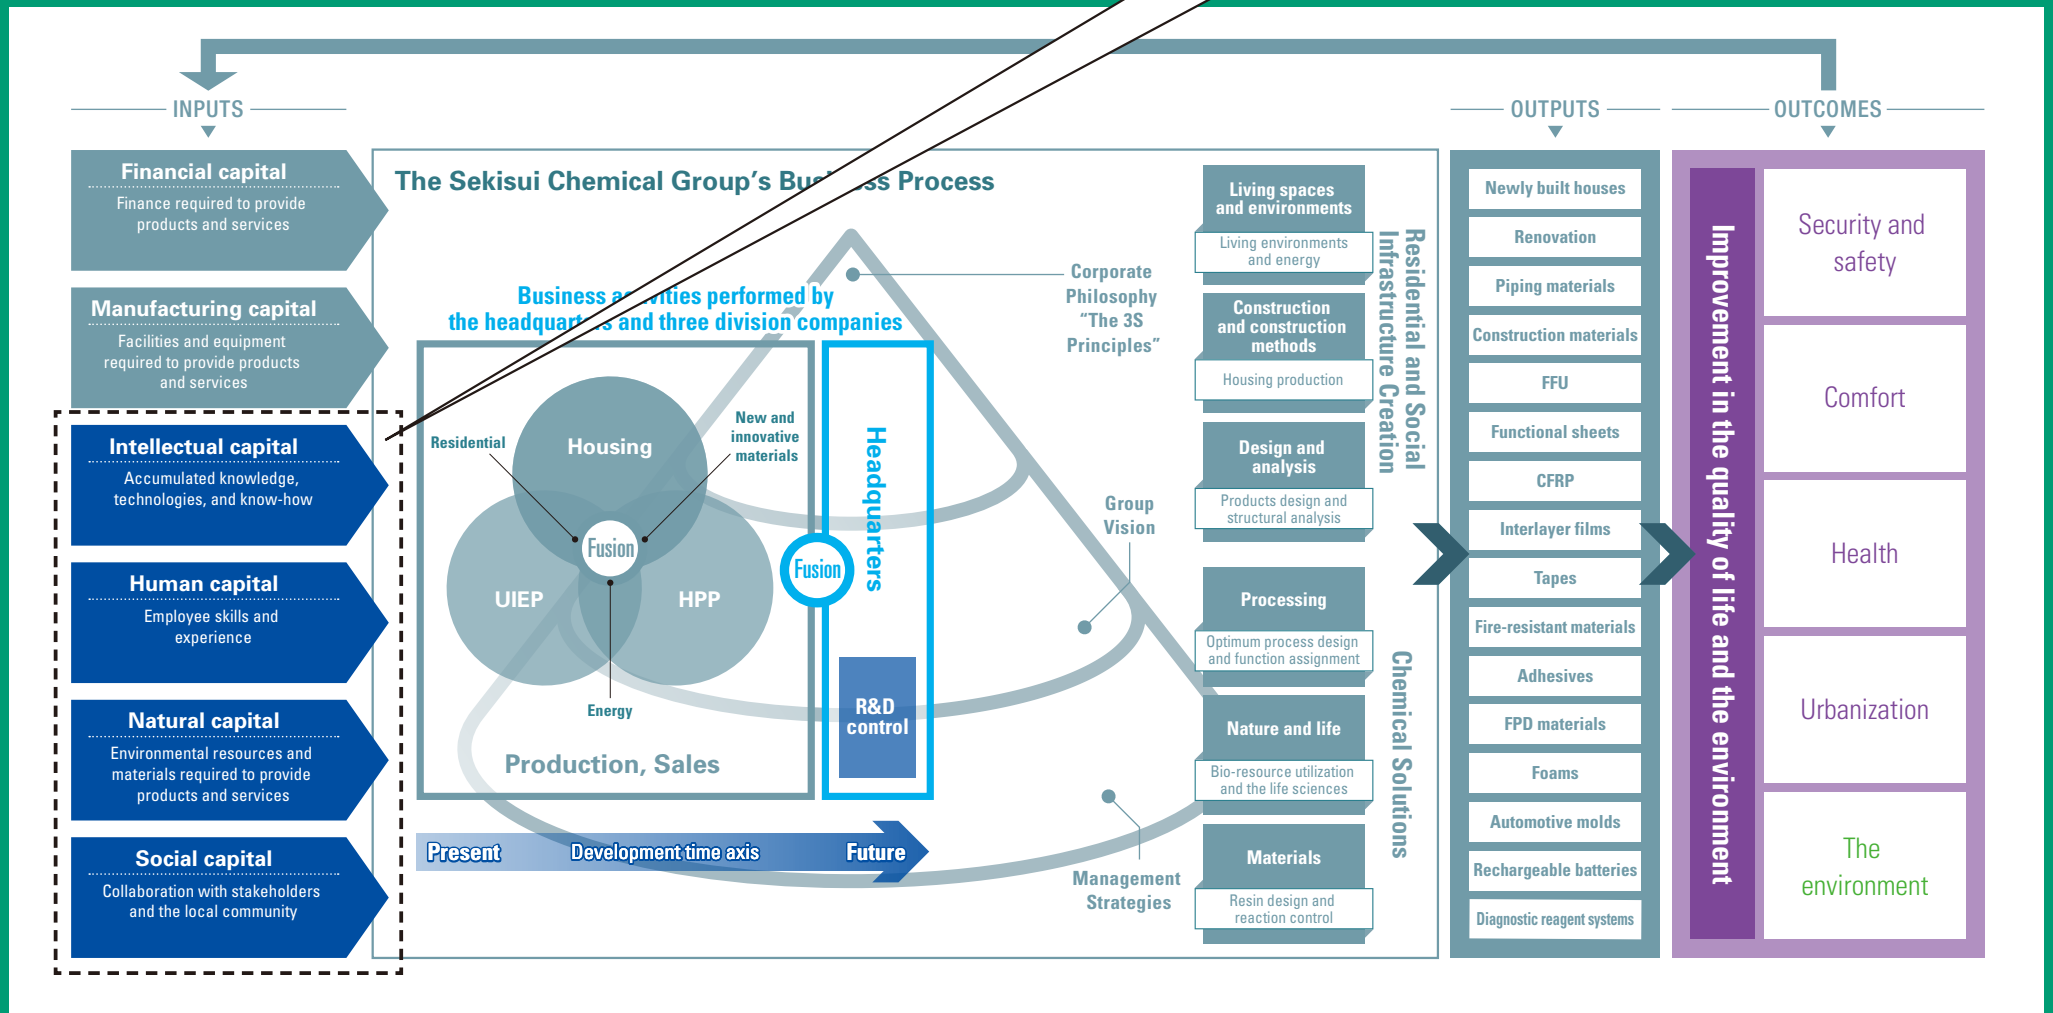 INPUTS
Financial capital
Finance required to provide
products and services
Manufacturing capital
Facilities and equipment
required to provide products
and services
Intellectual capital
Accumulated knowledge,
technologies, and know-how
Human capital
Employee skills and
experience
Natural capital
Environmental resources and
materials required to provide
products and services
Social capital
Collaboration with stakeholders
and the local community
The Sekisui Chemical Group's Process
Business performed by
the and three division companies
Residential
Housing
New and
innovative
materials
Fusion
UIEP
HPP
Energy
Production, Sales
Headquarters
Fusion
R&D
control
Present
Development time axis
Future
Corporate
Philosophy
"The 3S
Principles"
Group
Vision
Management
Strategies
Living spaces
and environments
Living environments
and energy
Construction
and construction
methods
Housing production
Design and
analysis
Products design and
structural analysis
Residential and Social
Infrastructure Creation
Processing
Optimum process design
and function assignment
Nature and life
Bio-resource utilization
and the life sciences
Materials
Resin design and
reaction control
Chemical Solutions
OUTPUTS
Newly built houses
Renovation
Piping materials
Construction materials
FFU
Functional sheets
CFRP
Interlayer films
Tapes
Fire-resistant materials
Adhesives
FPD materials
Foams
Automotive molds
Rechargeable batteries
Diagnostic reagent systems
OUTCOMES
Improvement in the quality of life and the environment
Security and
safety
Comfort
Health
Urbanization
The
environment